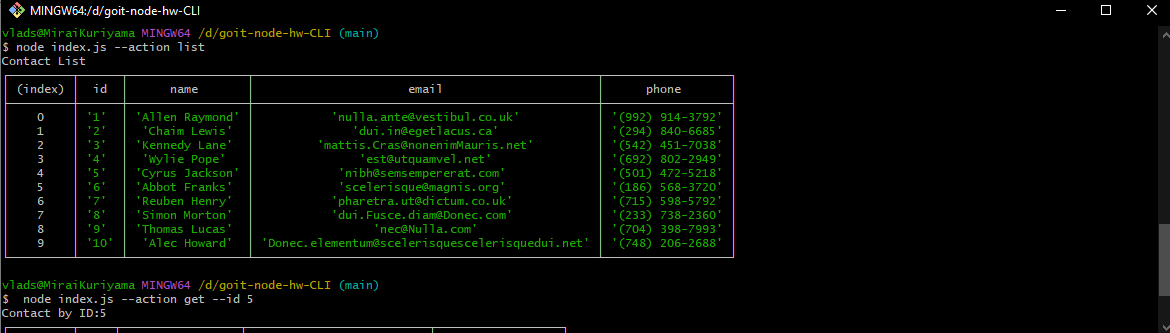 MINGW64:/d/goit-node-hw-CLI
vlads@MiraiKuriyama MINGW64 /d/goit-node-hw-CLI (main)
$ node index.js --action list
Contact List
(index) id name email phone
0 '1' 'Allen Raymond' 'nulla.ante@vestibul.co.uk' '(992) 914-3792'
1 '2' 'Chaim Lewis' 'dui.in@egetlacus.ca' '(294) 840-6685'
2 '3' 'Kennedy Lane' 'mattis.Cras@nonenimMauris.net' '(542) 451-7038'
3 '4' 'Wylie Pope' 'est@utquamvel.net' '(692) 802-2949'
4 '5' 'Cyrus Jackson' 'nibh@semsempererat.com' '(501) 472-5218'
5 '6' 'Abbot Franks' 'scelerisque@magnis.org' '(186) 568-3720'
6 '7' 'Reuben Henry' 'pharetra.ut@dictum.co.uk' '(715) 598-5792'
7 '8' 'Simon Morton' 'dui.Fusce.diam@Donec.com' '(233) 738-2360'
8 '9' 'Thomas Lucas' 'nec@Nulla.com' '(704) 398-7993'
9 '10' 'Alec Howard' 'Donec.elementum@scelerisquescelerisquedui.net' '(748) 206-2688'
vlads@MiraiKuriyama MINGW64 /d/goit-node-hw-CLI (main)
$  node index.js --action get --id 5
Contact by ID:5